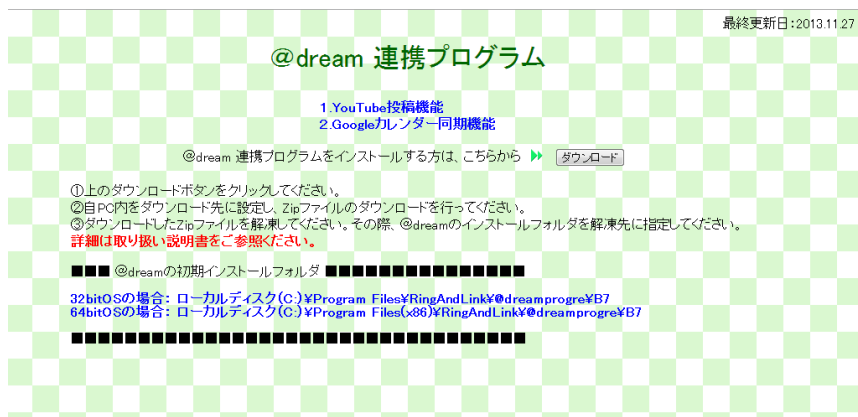 最終更新日:2013.11.27
@dream 連携プログラム
1.YouTube投稿機能
2.Googleカレンダー同期機能
@dream 連携プログラムをインストールする方は、こちらから ダウンロード
①上のダウンロードボタンをクリックしてください。
②自PC内をダウンロード先に設定し、Zipファイルのダウンロードを行ってください。
③ダウンロードしたZipファイルを解凍してください。その際、@dreamのインストールフォルダを解凍先に指定してください。
詳細は取り扱い説明書をご参照ください。
■■■ @dreamの初期インストールフォルダ ■■■■■■■■■■■■■■■
32bitOSの場合: ローカルディスク(C:)¥Program Files¥RingAndLink¥@dreamprogre¥B7
64bitOSの場合: ローカルディスク(C:)¥Program Files(x86)¥RingAndLink¥@dreamprogre¥B7
■■■■■■■■■■■■■■■■■■■■■■■■■■■■■■■■■■